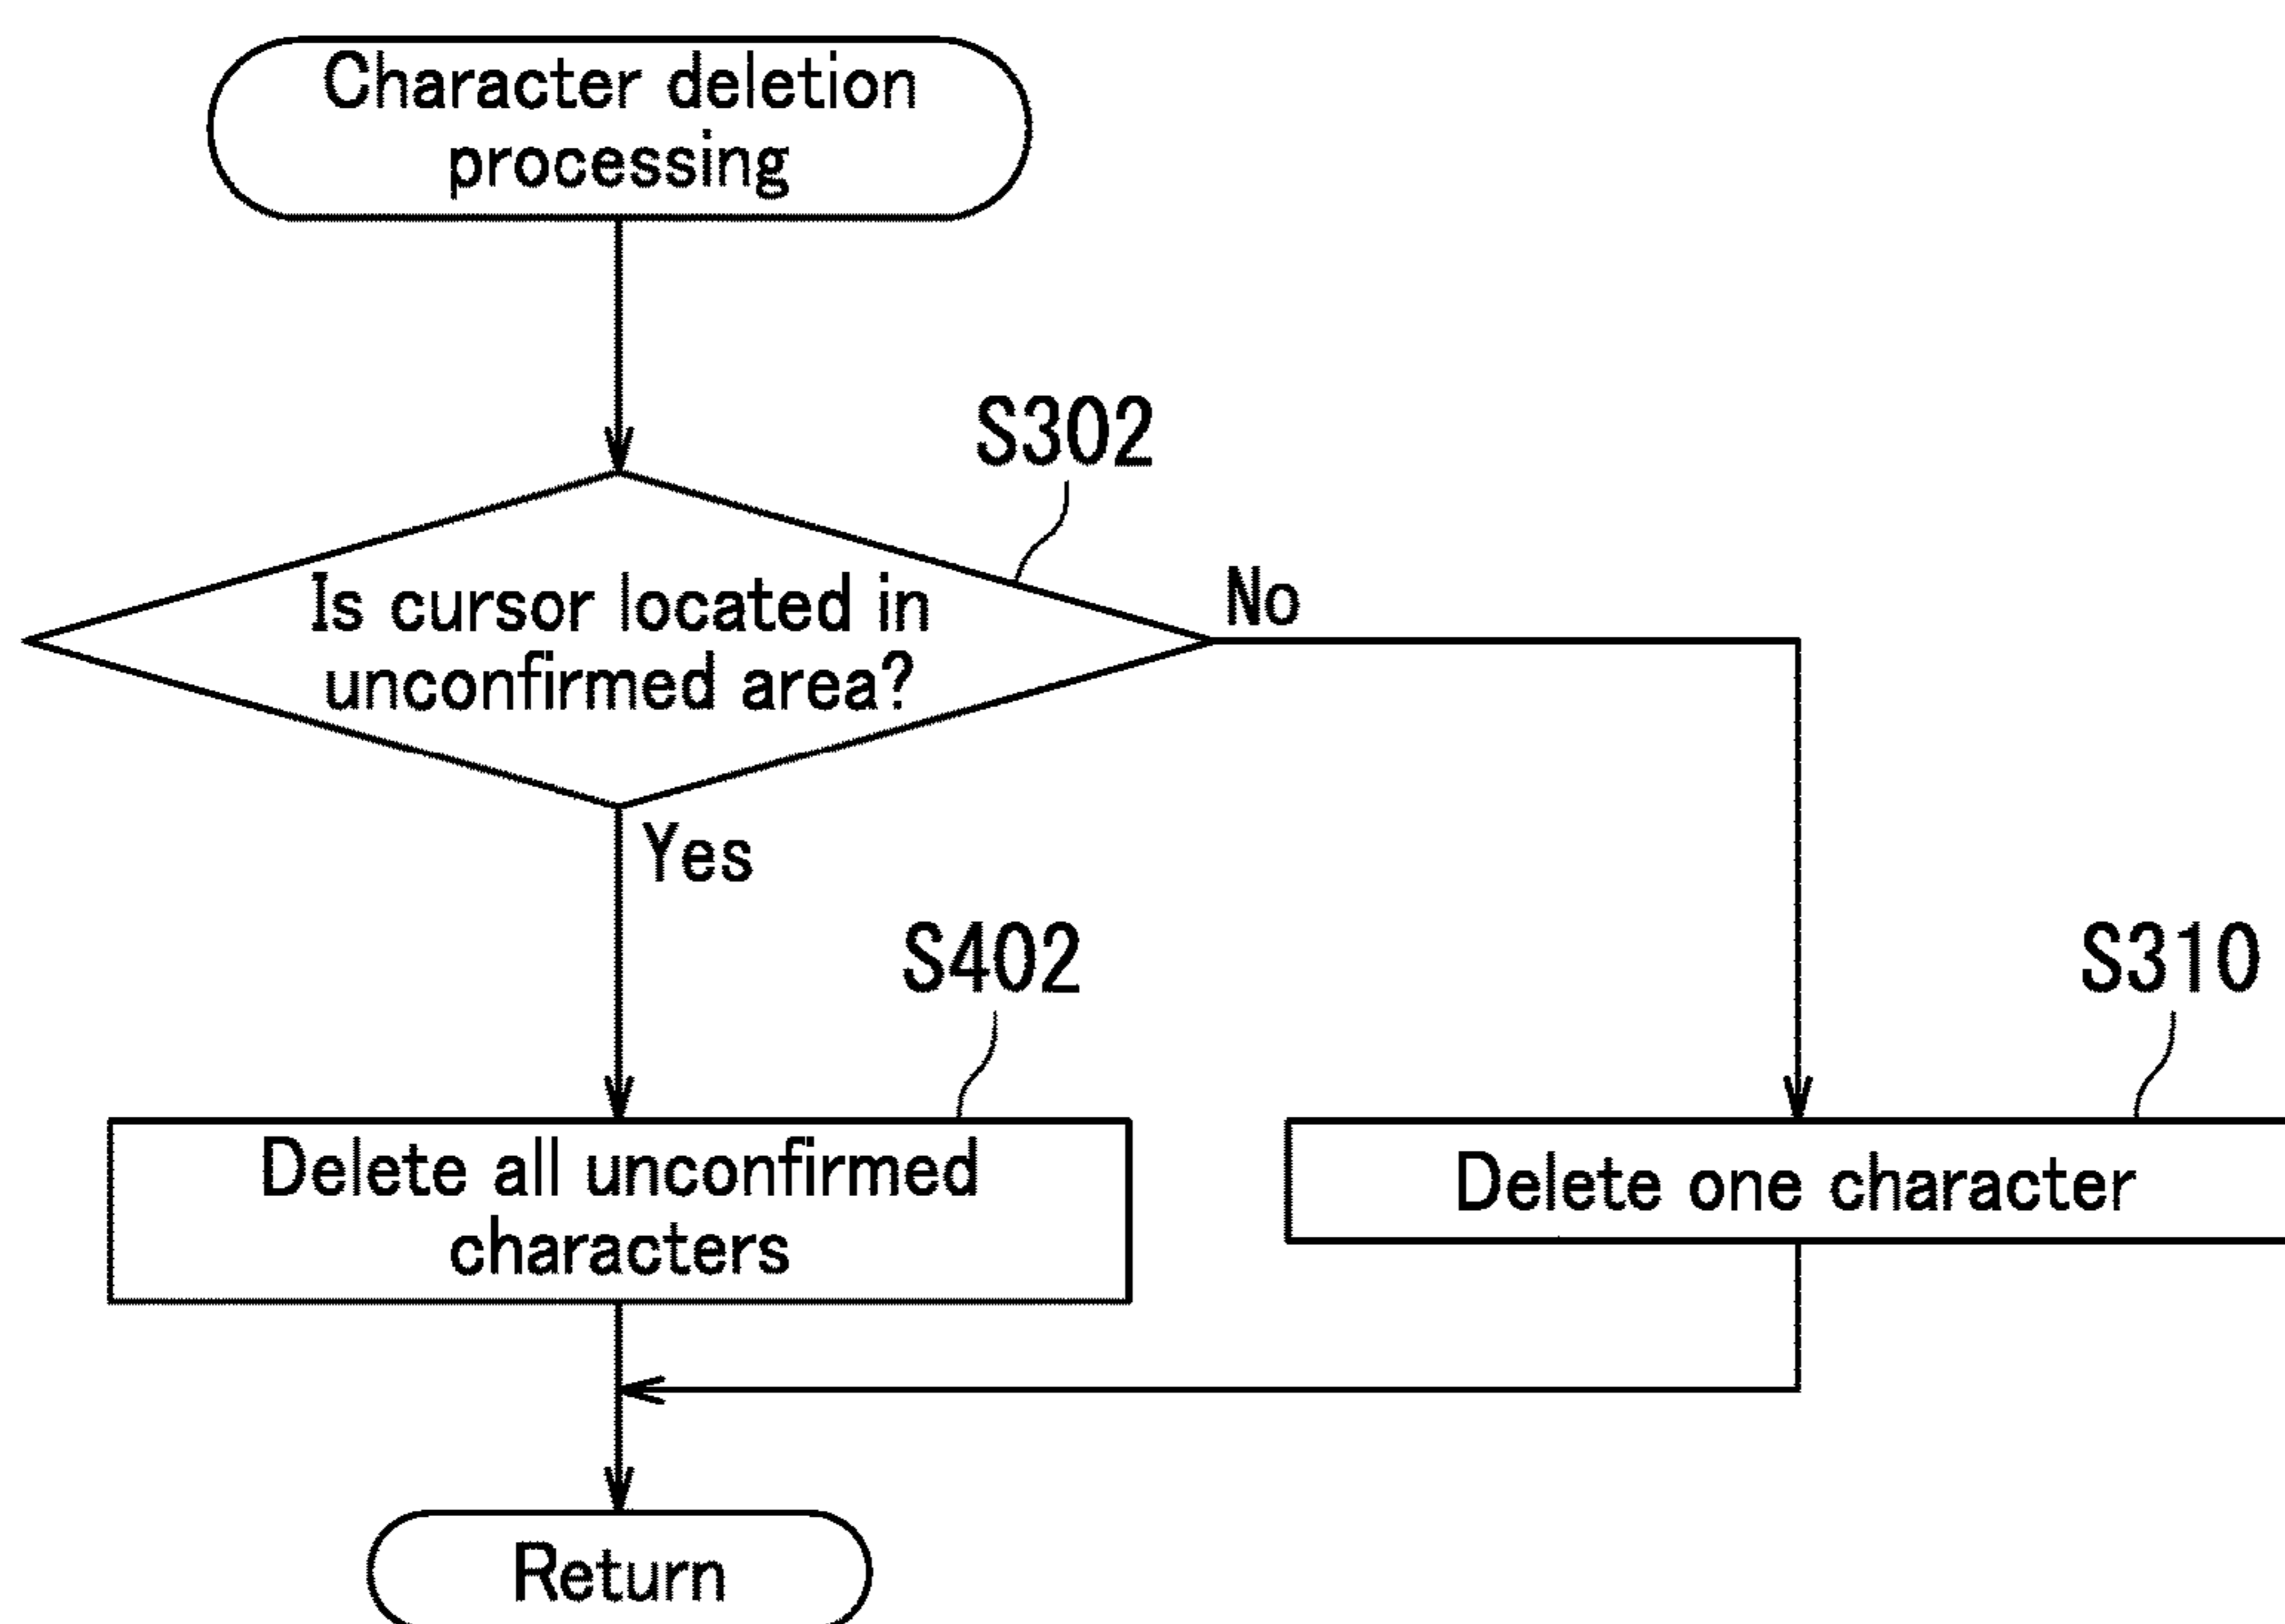 Character deletion
processing
S302
Is cursor located in
unconfirmed area?
No
Yes
S402
S310
Delete all unconfirmed
characters
Delete one character
Return